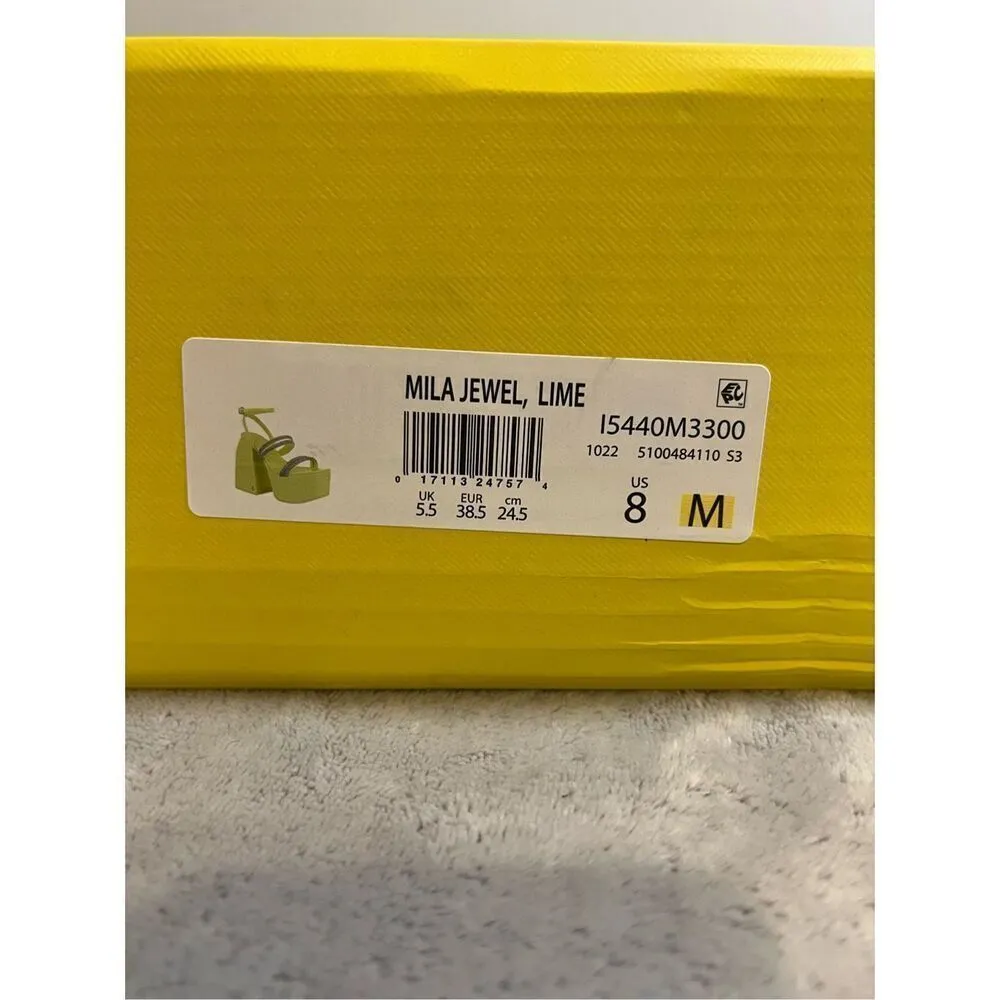 MILA JEWEL, LIME
I5440M3300
1022 5100484110 S3
0 17113 24757 4
UK EUR cm
5.5 38.5 24.5
US
8 M